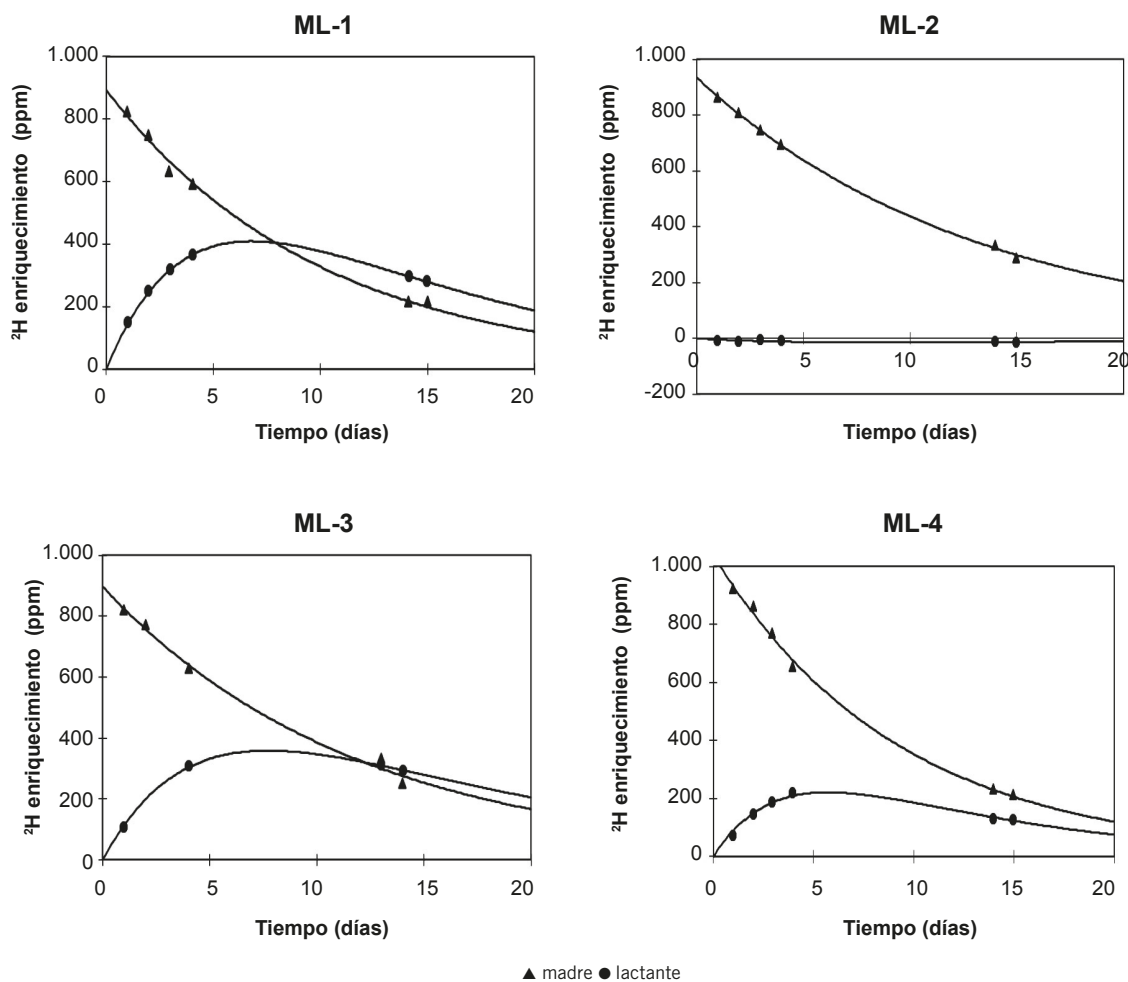 ML-1
²H enriquecimiento (ppm)
1.000
800
600
400
200
0
0 5 10 15 20
Tiempo (días)
ML-2
²H enriquecimiento (ppm)
1.000
800
600
400
200
0
-200
0 5 10 15 20
Tiempo (días)
ML-3
²H enriquecimiento (ppm)
1.000
800
600
400
200
0
0 5 10 15 20
Tiempo (días)
ML-4
²H enriquecimiento (ppm)
1.000
800
600
400
200
0
0 5 10 15 20
Tiempo (días)
▲ madre ● lactante